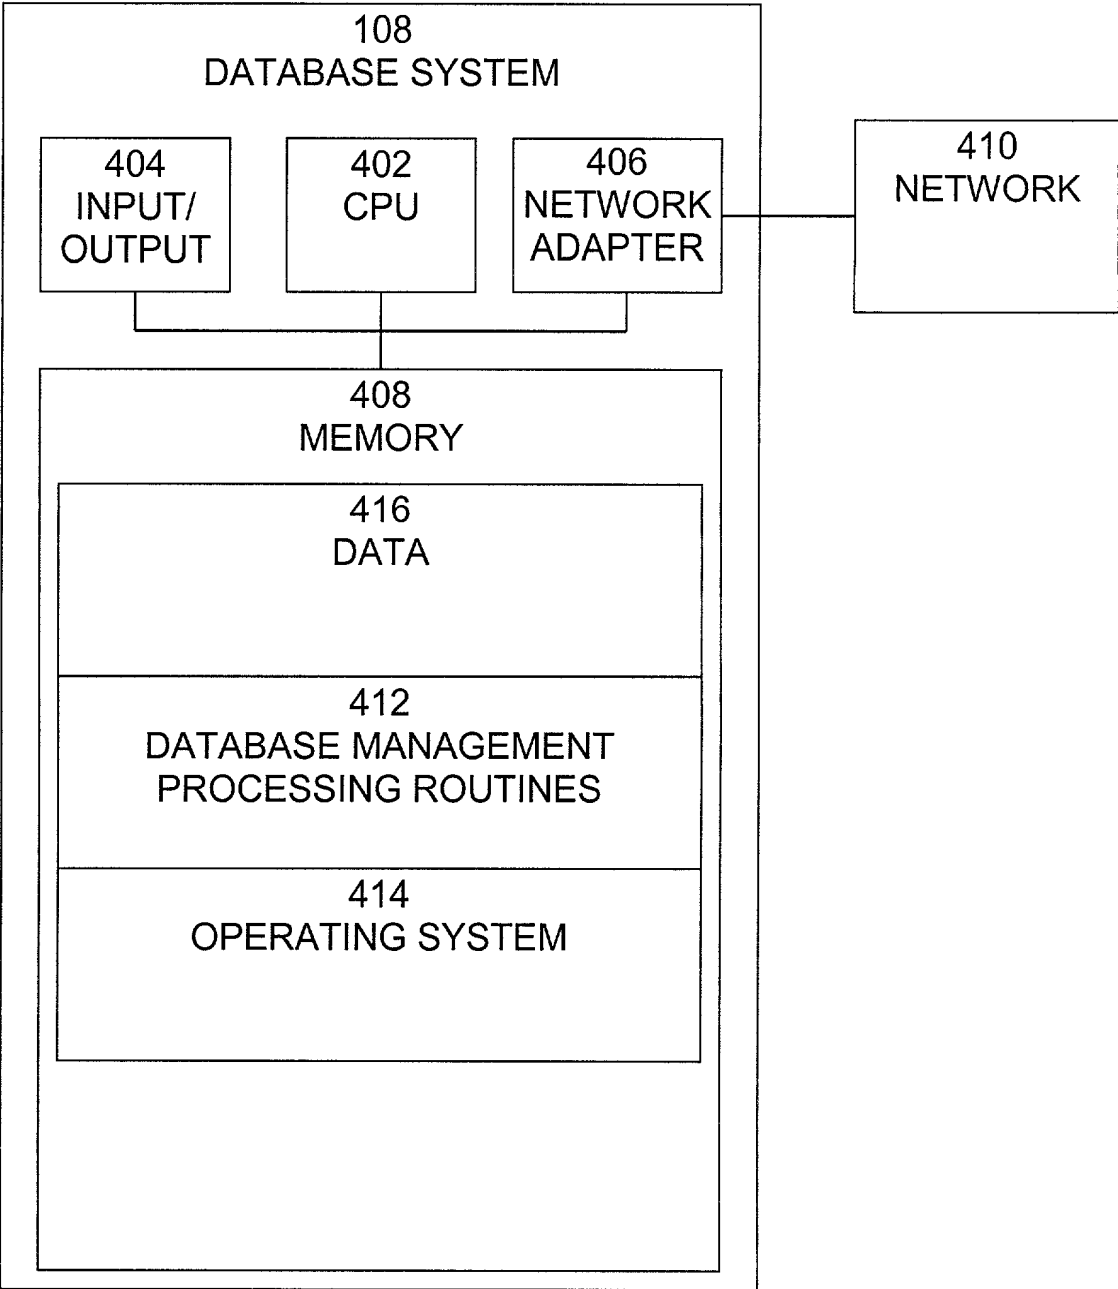 108
DATABASE SYSTEM
404
INPUT/
OUTPUT
402
CPU
406
NETWORK
ADAPTER
410
NETWORK
408
MEMORY
416
DATA
412
DATABASE MANAGEMENT
PROCESSING ROUTINES
414
OPERATING SYSTEM